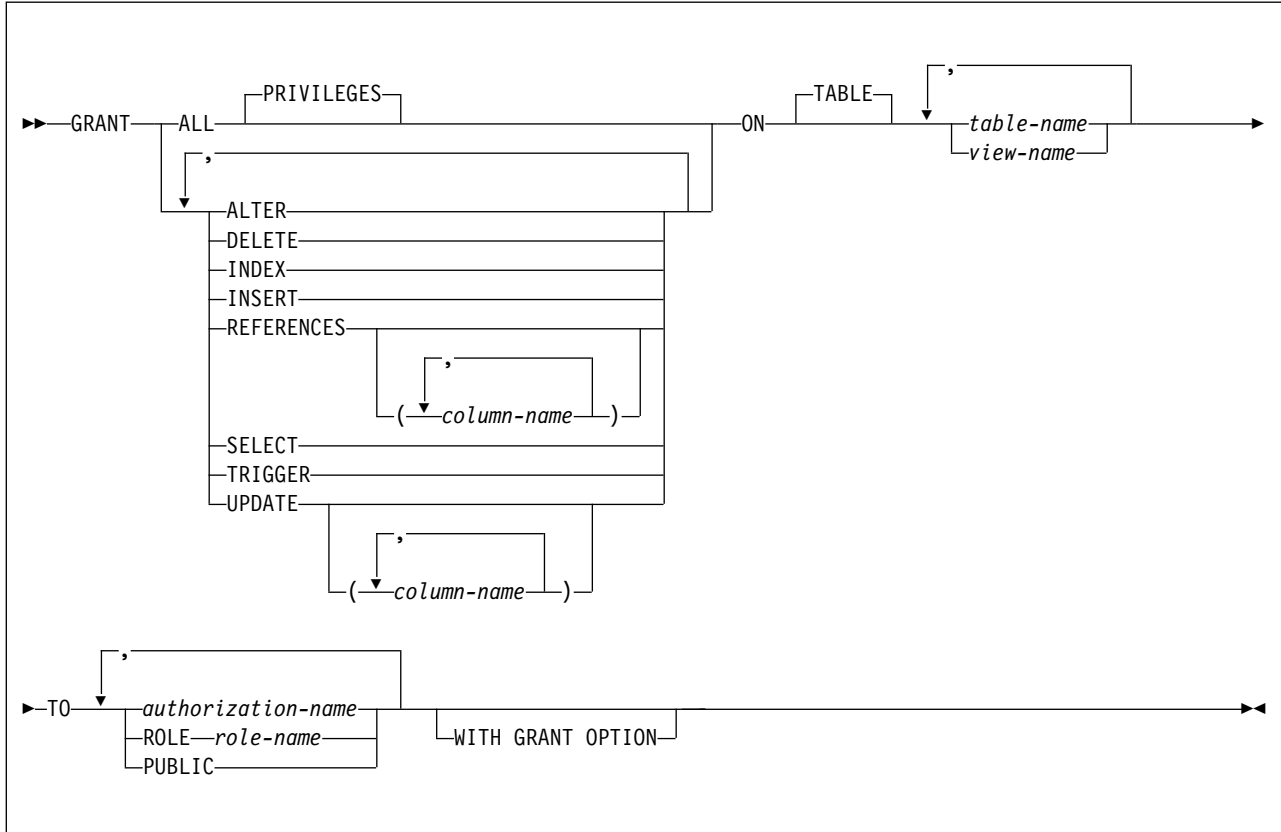 ,
PRIVILEGES TABLE
GRANT ALL ON table-name
view-name
,
ALTER
DELETE
INDEX
INSERT
REFERENCES
,
( column-name )
SELECT
TRIGGER
UPDATE
,
( column-name )
,
TO authorization-name
ROLE role-name WITH GRANT OPTION
PUBLIC